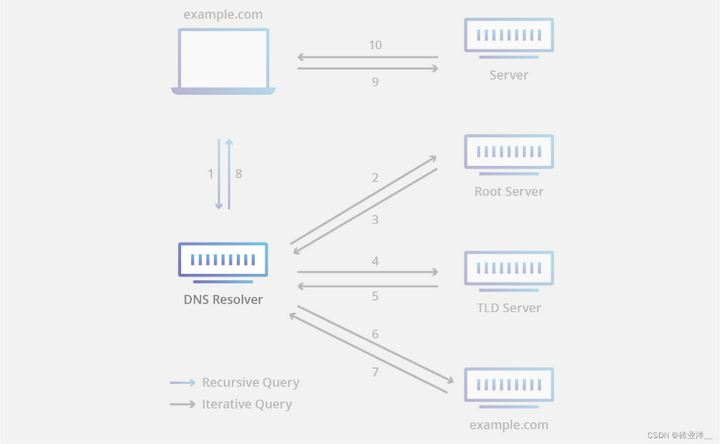 example.com
10
9
Server
1
8
2
3
Root Server
DNS Resolver
4
5
TLD Server
6
7
Recursive Query
Iterative Query
example.com
CSDN @砖业洋__